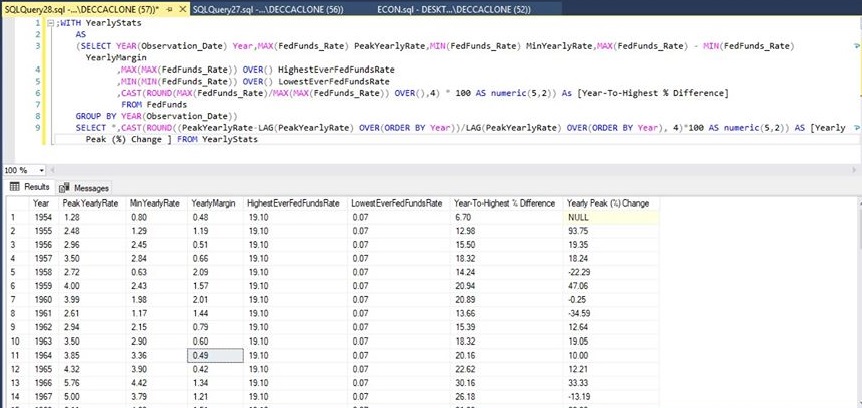 SQLQuery28.sql -...\DECCACLONE (57))* SQLQuery27.sql -...\DECCACLONE (56)) ECON.sql - DESKT...\DECCACLONE (52))
1 ;WITH YearlyStats
2 AS
3 (SELECT YEAR(Observation_Date) Year,MAX(FedFunds_Rate) PeakYearlyRate,MIN(FedFunds_Rate) MinYearlyRate,MAX(FedFunds_Rate) - MIN(FedFunds_Rate)
YearlyMargin
4 ,MAX(MAX(FedFunds_Rate)) OVER() HighestEverFedFundsRate
5 ,MIN(MIN(FedFunds_Rate)) OVER() LowestEverFedFundsRate
6 ,CAST(ROUND(MAX(FedFunds_Rate)/MAX(MAX(FedFunds_Rate)) OVER(),4) * 100 AS numeric(5,2)) As [Year-To-Highest % Difference]
7 FROM FedFunds
8 GROUP BY YEAR(Observation_Date))
9 SELECT *,CAST(ROUND((PeakYearlyRate-LAG(PeakYearlyRate) OVER(ORDER BY Year))/LAG(PeakYearlyRate) OVER(ORDER BY Year), 4)*100 AS numeric(5,2)) AS [Yearly
Peak (%) Change ] FROM YearlyStats
100 %
Results Messages
Year PeakYearlyRate MinYearlyRate YearlyMargin HighestEverFedFundsRate LowestEverFedFundsRate Year-To-Highest % Difference Yearly Peak (%) Change
1 1954 1.28 0.80 0.48 19.10 0.07 6.70 NULL
2 1955 2.48 1.29 1.19 19.10 0.07 12.98 93.75
3 1956 2.96 2.45 0.51 19.10 0.07 15.50 19.35
4 1957 3.50 2.84 0.66 19.10 0.07 18.32 18.24
5 1958 2.72 0.63 2.09 19.10 0.07 14.24 -22.29
6 1959 4.00 2.43 1.57 19.10 0.07 20.94 47.06
7 1960 3.99 1.98 2.01 19.10 0.07 20.89 -0.25
8 1961 2.61 1.17 1.44 19.10 0.07 13.66 -34.59
9 1962 2.94 2.15 0.79 19.10 0.07 15.39 12.64
10 1963 3.50 2.90 0.60 19.10 0.07 18.32 19.05
11 1964 3.85 3.36 0.49 19.10 0.07 20.16 10.00
12 1965 4.32 3.90 0.42 19.10 0.07 22.62 12.21
13 1966 5.76 4.42 1.34 19.10 0.07 30.16 33.33
14 1967 5.00 3.79 1.21 19.10 0.07 26.18 -13.19